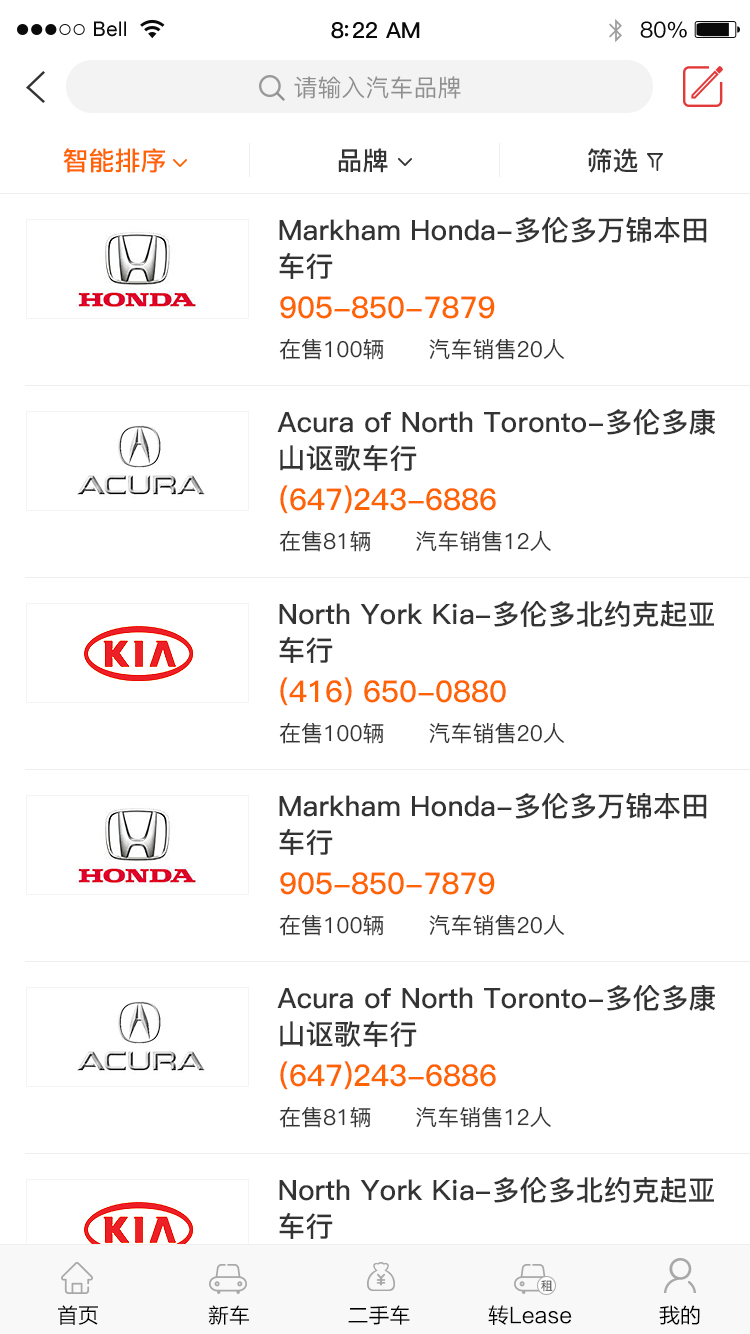 Bell 8:22 AM 80%
请输入汽车品牌
智能排序 品牌 筛选
Markham Honda-多伦多万锦本田
车行
HONDA
905-850-7879
在售100辆 汽车销售20人
Acura of North Toronto-多伦多康
山讴歌车行
ACURA
(647)243-6886
在售81辆 汽车销售12人
North York Kia-多伦多北约克起亚
车行
KIA
(416) 650-0880
在售100辆 汽车销售20人
Markham Honda-多伦多万锦本田
车行
HONDA
905-850-7879
在售100辆 汽车销售20人
Acura of North Toronto-多伦多康
山讴歌车行
ACURA
(647)243-6886
在售81辆 汽车销售12人
North York Kia-多伦多北约克起亚
车行
KIA
¥ 租
首页 新车 二手车 转Lease 我的